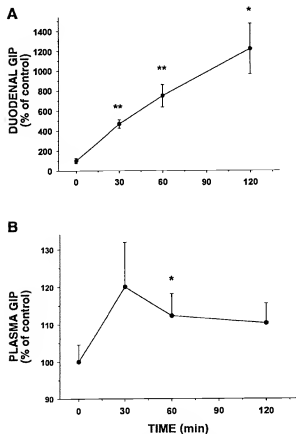 A
DUODENAL GIP
(% of control)
1400
1200
1000
800
600
400
200
0
**
**
*
0 30 60 90 120
B
PLASMA GIP
(% of control)
130
120
110
100
90
*
0 30 60 90 120
TIME (min)